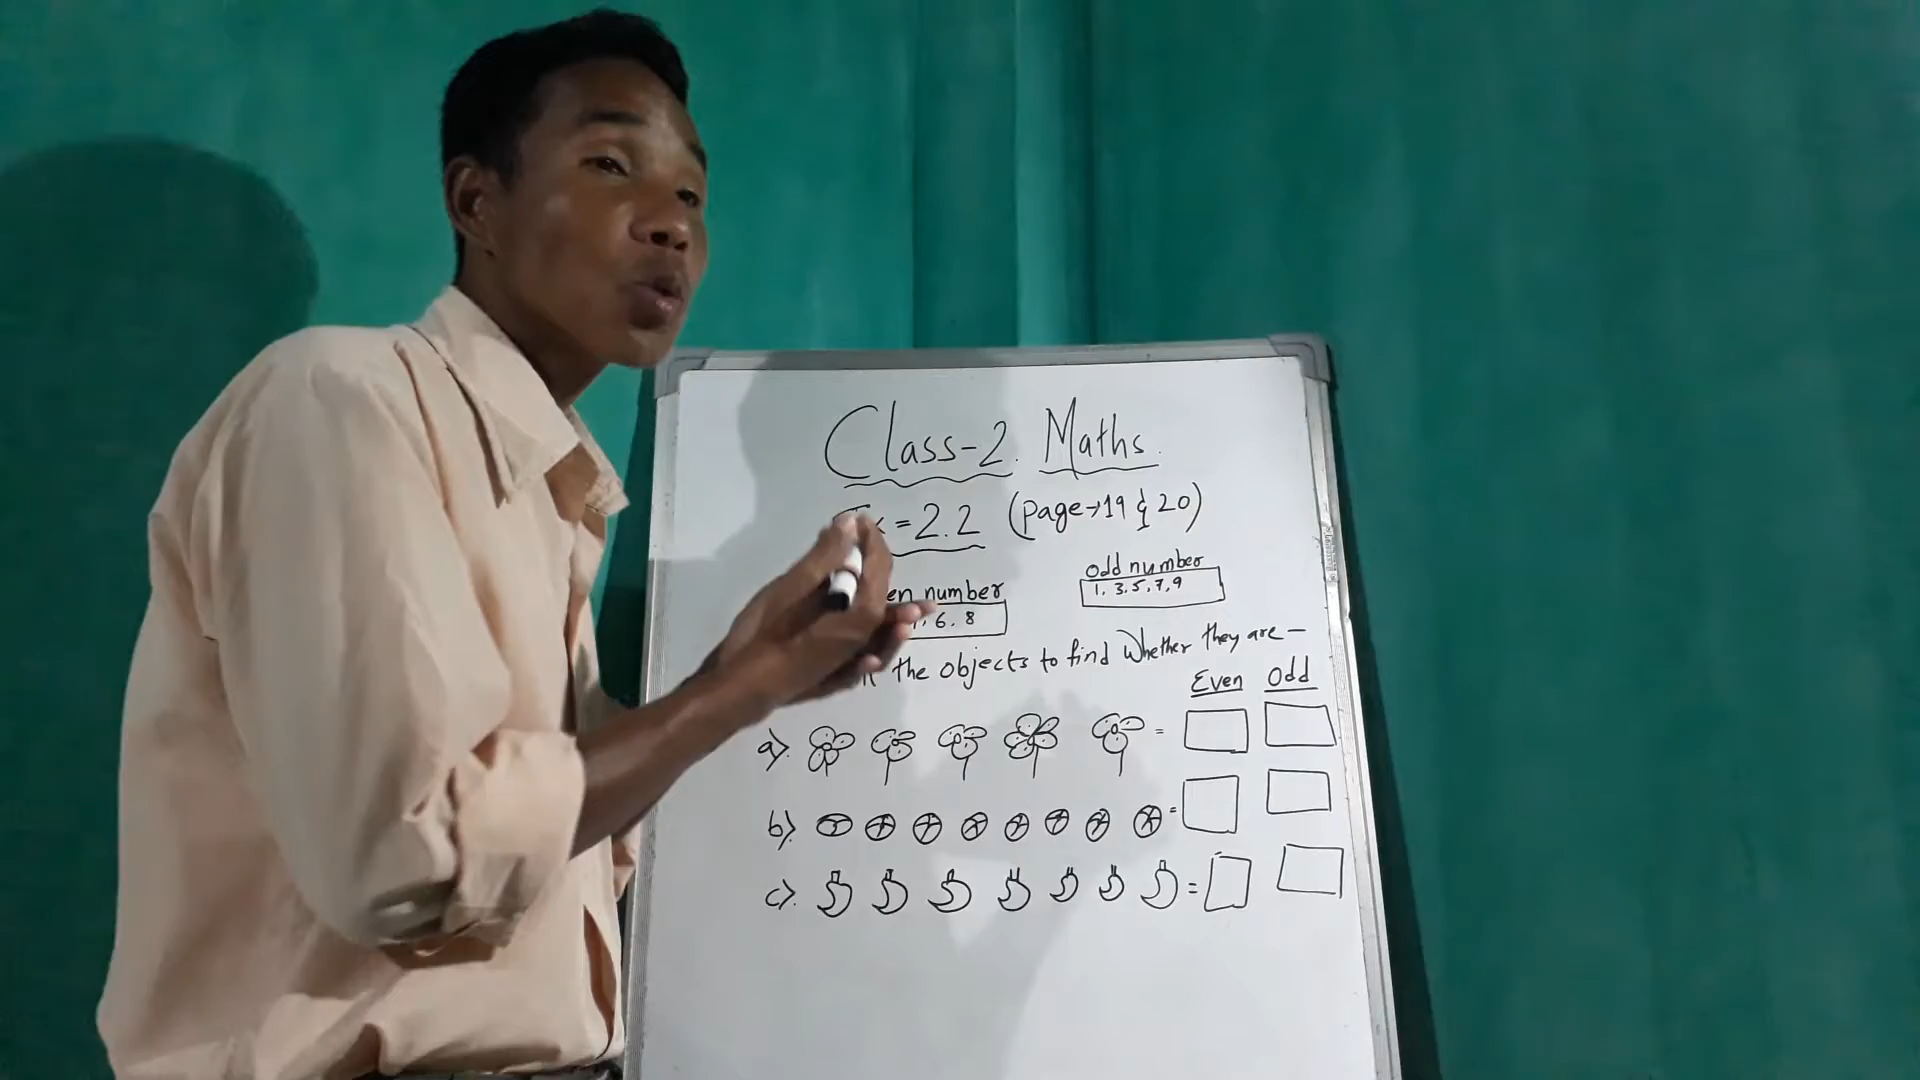 Class-2. Maths.
= 2.2 (page→19 & 20)
odd number
1, 3, 5, 7, 9
number
6. 8
the objects to find whether they are —
Even Odd
a). =
b). =
c). =